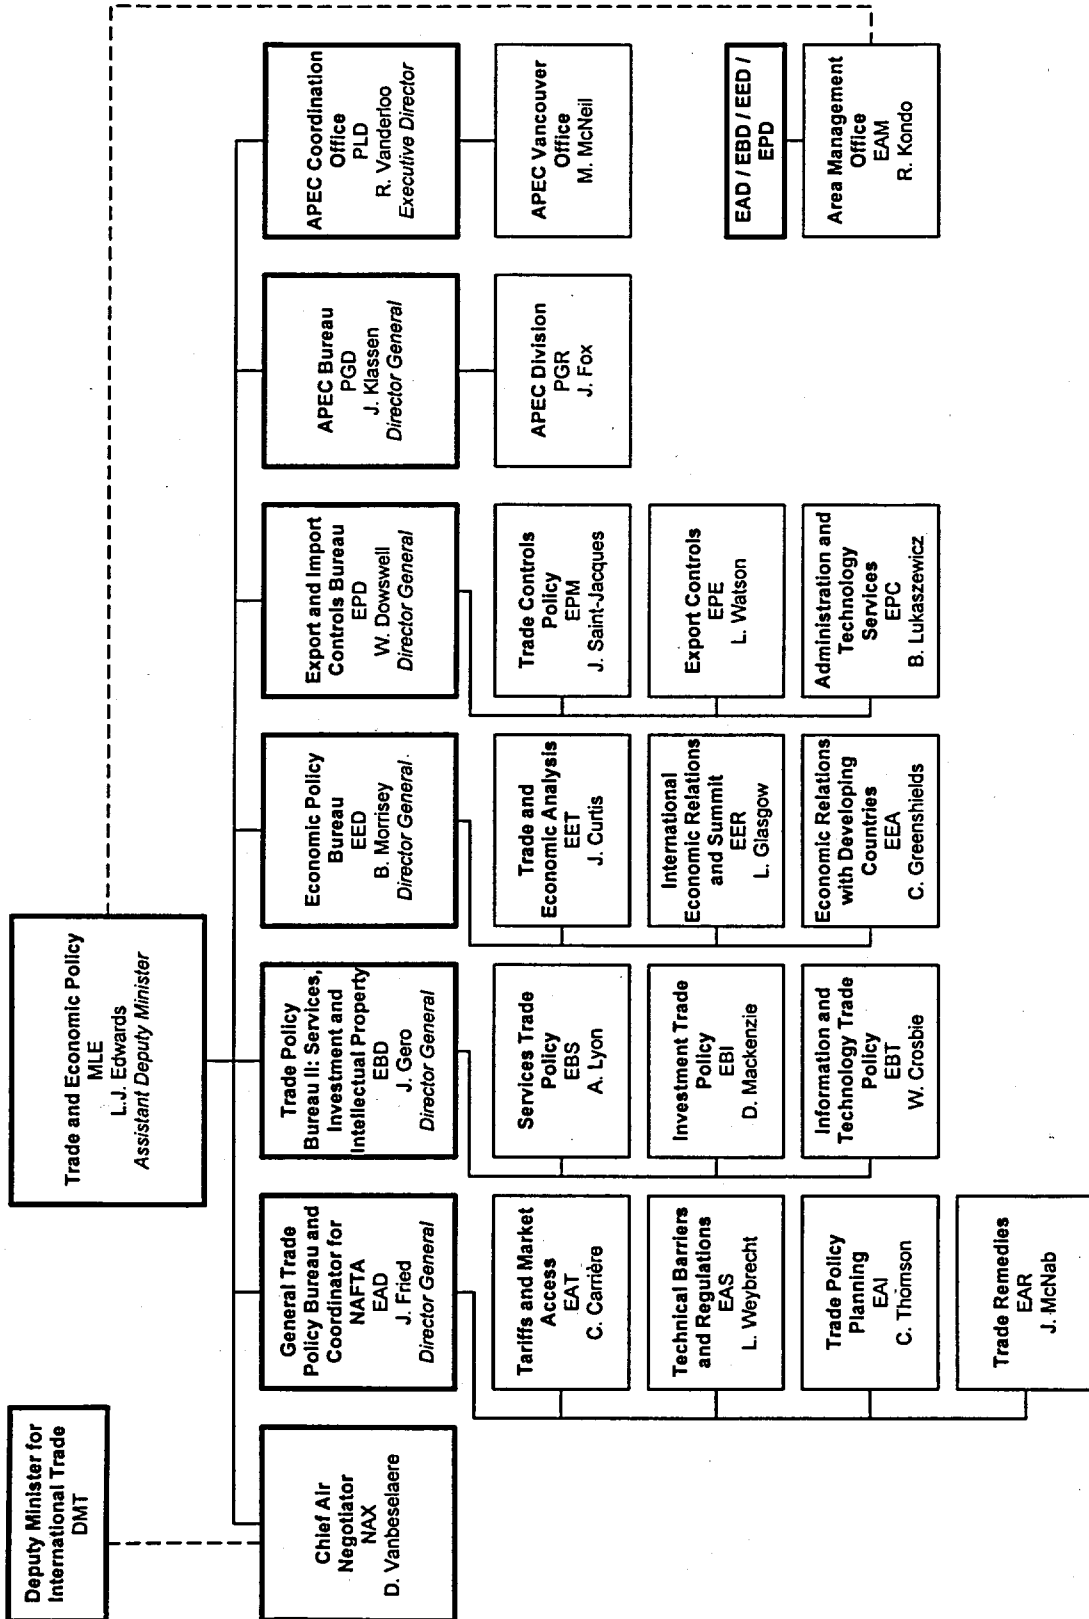 Deputy Minister for
International Trade
DMT
Trade and Economic Policy
MLE
L.J. Edwards
Assistant Deputy Minister
Chief Air
Negotiator
NAX
D. Vanbeselaere
General Trade
Policy Bureau and
Coordinator for
NAFTA
EAD
J. Fried
Director General
Trade Policy
Bureau II: Services,
Investment and
Intellectual Property
EBD
J. Gero
Director General
Economic Policy
Bureau
EED
B. Morrisey
Director General
Export and Import
Controls Bureau
EPD
W. Dowswell
Director General
APEC Bureau
PGD
J. Klassen
Director General
APEC Coordination
Office
PLD
R. Vanderloo
Executive Director
Tariffs and Market
Access
EAT
C. Carrière
Services Trade
Policy
EBS
A. Lyon
Trade and
Economic Analysis
EET
J. Curtis
Trade Controls
Policy
EPM
J. Saint-Jacques
APEC Division
PGR
J. Fox
APEC Vancouver
Office
M. McNeil
Technical Barriers
and Regulations
EAS
L. Weybrecht
Investment Trade
Policy
EBI
D. Mackenzie
International
Economic Relations
and Summit
EER
L. Glasgow
Export Controls
EPE
L. Watson
EAD / EBD / EED /
EPD
Trade Policy
Planning
EAI
C. Thomson
Information and
Technology Trade
Policy
EBT
W. Crosbie
Economic Relations
with Developing
Countries
EEA
C. Greenshields
Administration and
Technology
Services
EPC
B. Lukaszewicz
Area Management
Office
EAM
R. Kondo
Trade Remedies
EAR
J. McNab